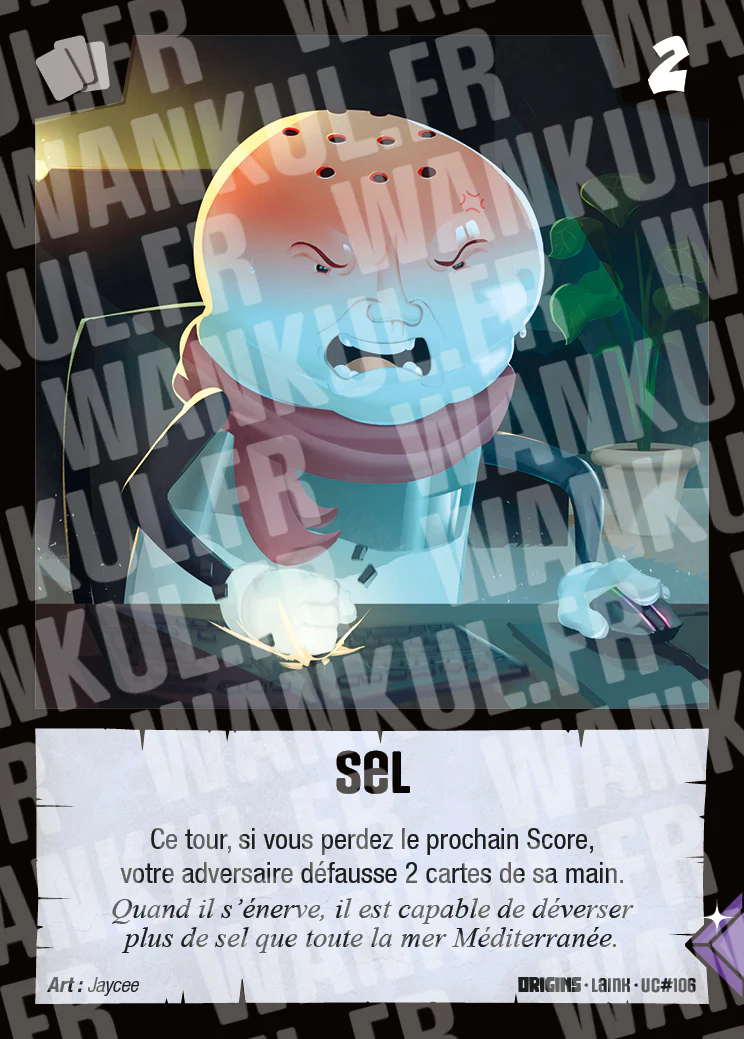 2
WANKUL.FR
Sel
Ce tour, si vous perdez le prochain Score,
votre adversaire défausse 2 cartes de sa main.
Quand il s’énerve, il est capable de déverser
plus de sel que toute la mer Méditerranée.
Art : Jaycee
ORIGINS · LAINK · UC#106